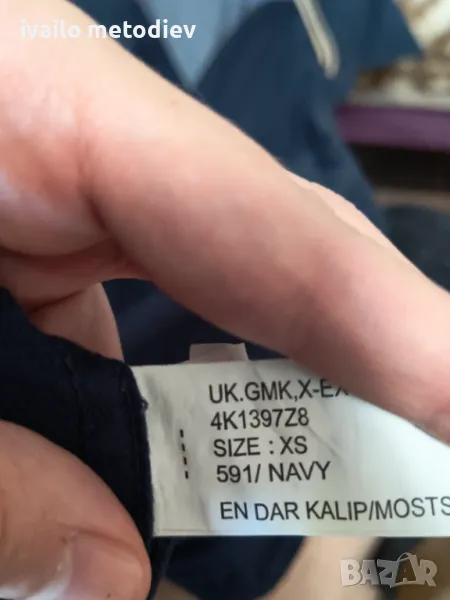 ivailo metodiev
UK.GMK,X-EX
4K1397Z8
SIZE : XS
591/ NAVY
EN DAR KALIP/MOSTS
BAZAR